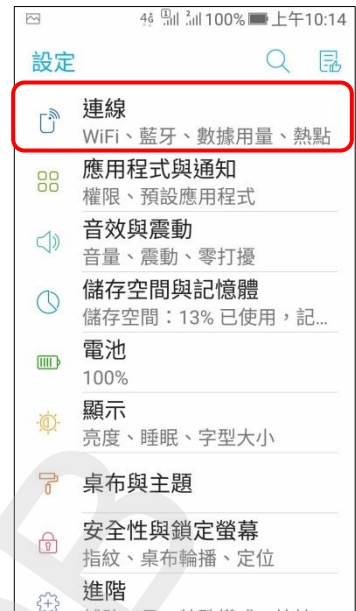 4G 100% 上午10:14
設定
連線
WiFi、藍牙、數據用量、熱點
應用程式與通知
權限、預設應用程式
音效與震動
音量、震動、零打擾
儲存空間與記憶體
儲存空間：13% 已使用，記...
電池
100%
顯示
亮度、睡眠、字型大小
桌布與主題
安全性與鎖定螢幕
指紋、桌布輪播、定位
進階